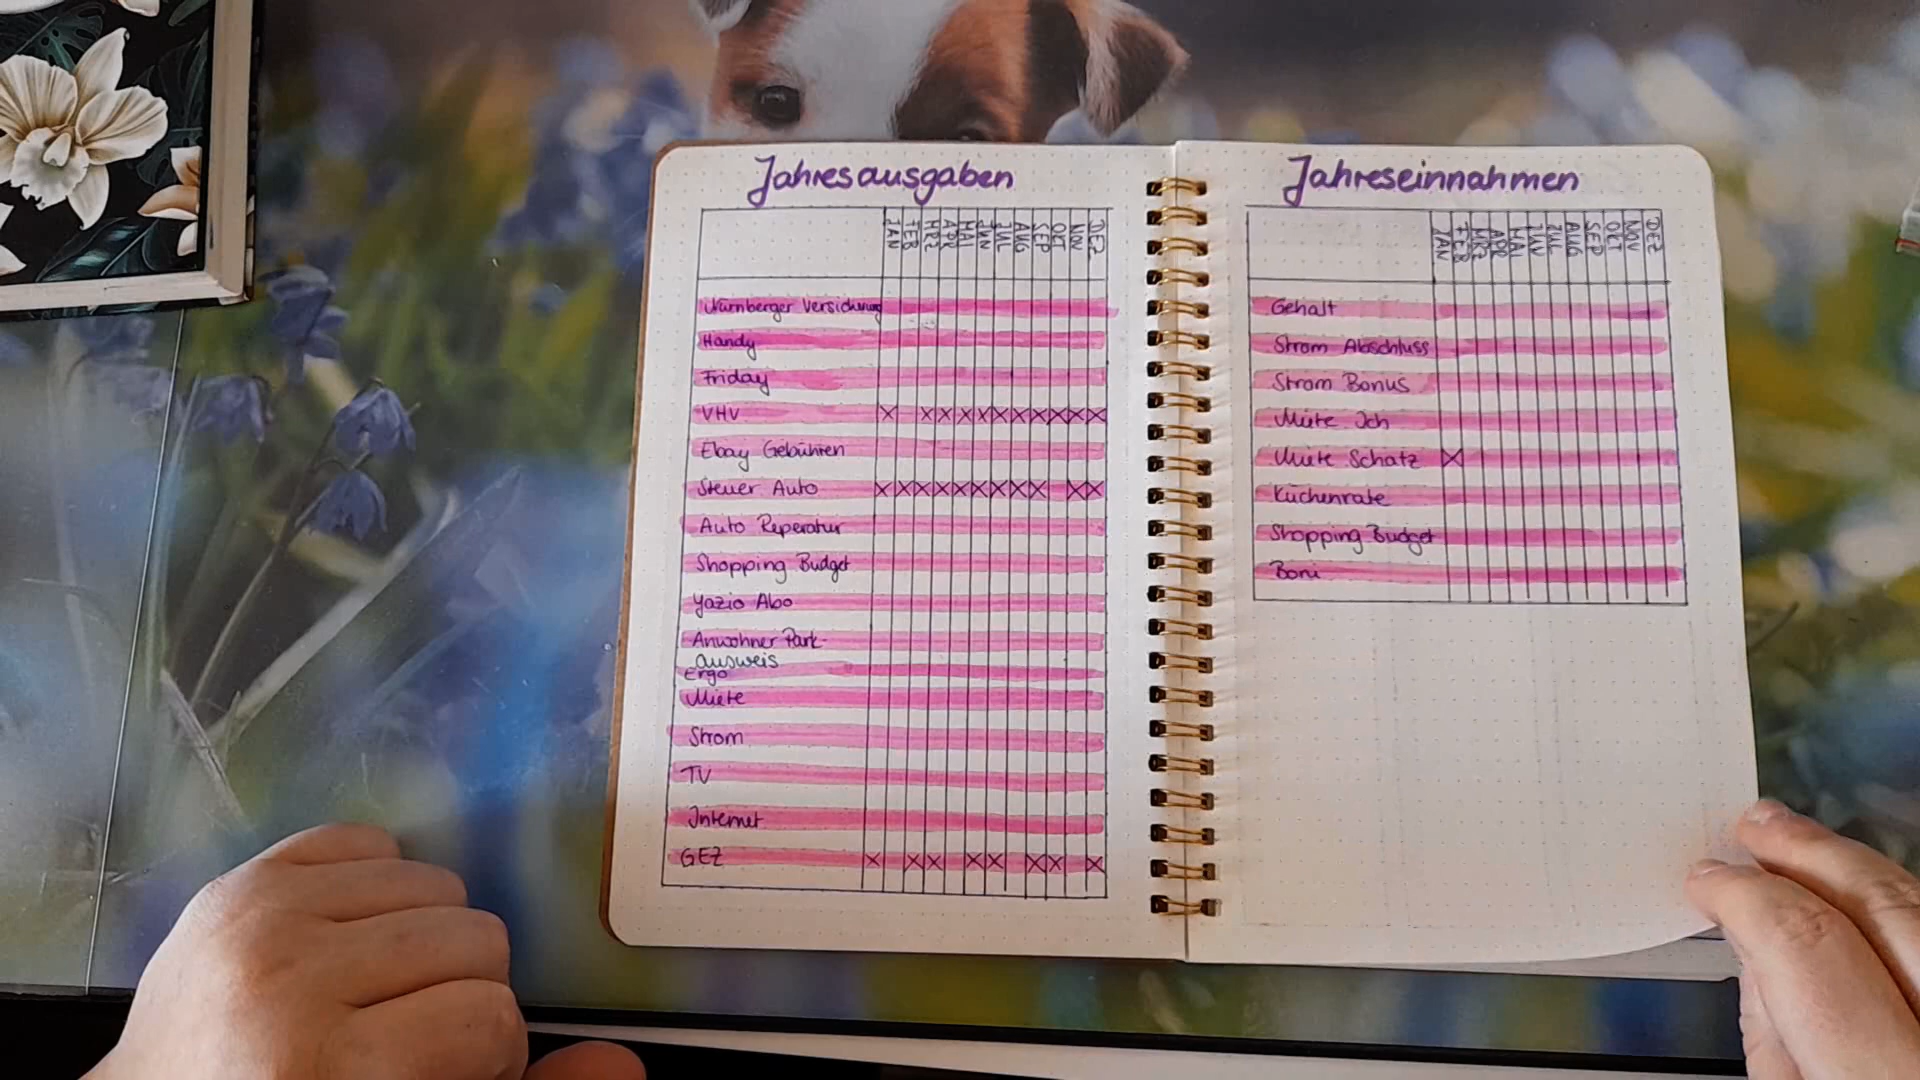 Jahresausgaben
JAN FEB MRZ APR MAI JUN JUL AUG SEP OKT NOV DEZ
Nürnberger Versicherung
Handy
Friday
VHV X X X X X X X X X X X
Ebay Gebühren
Steuer Auto X X X X X X X X X X X
Auto Reperatur
Shopping Budget
Yazio Abo
Anwohner Park-
ausweis
Ergo
Miete
Strom
TV
Internet
GEZ X X X X X X X X
Jahreseinnahmen
JAN FEB MRZ APR MAI JUN JUL AUG SEP OKT NOV DEZ
Gehalt
Strom Abschluss
Strom Bonus
Miete Ich
Miete Schatz X
Küchenrate
Shopping Budget
Boni